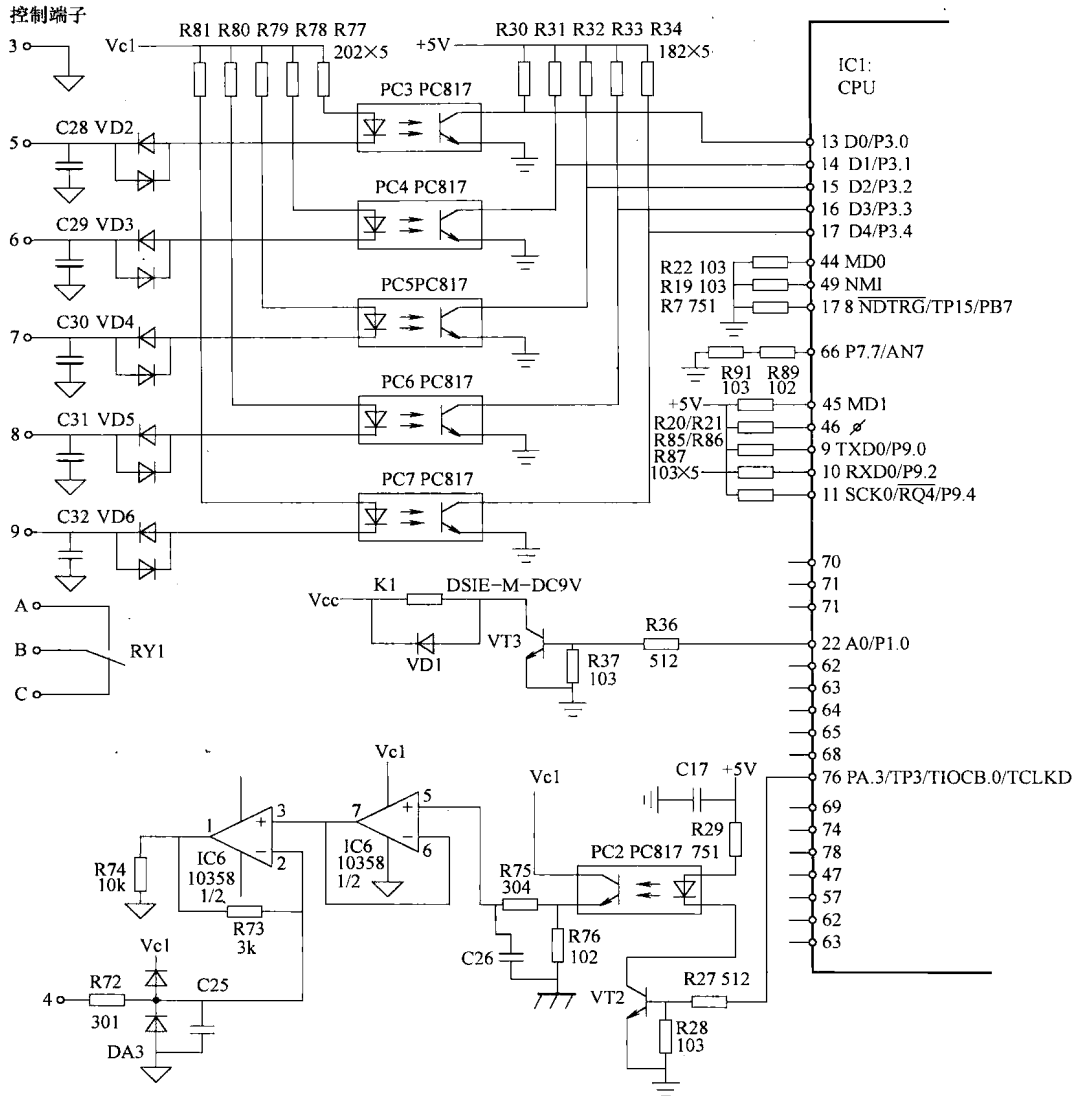 控制端子
3
Vc1
R81 R80 R79 R78 R77
202×5
+5V
R30 R31 R32 R33 R34
182×5
IC1:
CPU
PC3 PC817
5
C28 VD2
13 D0/P3.0
14 D1/P3.1
15 D2/P3.2
16 D3/P3.3
17 D4/P3.4
PC4 PC817
6
C29 VD3
R22 103
R19 103
R7 751
44 MD0
49 NMI
17 8 NDTRG/TP15/PB7
PC5PC817
7
C30 VD4
66 P7.7/AN7
R91
103
R89
102
PC6 PC817
8
C31 VD5
+5V
R20/R21
R85/R86
R87
103×5
45 MD1
46 ø
9 TXD0/P9.0
10 RXD0/P9.2
11 SCK0/RQ4/P9.4
PC7 PC817
9
C32 VD6
70
71
71
K1
DSIE-M-DC9V
Vcc
VD1
VT3
R37
103
R36
512
22 A0/P1.0
A
B
C
RY1
62
63
64
65
68
76 PA.3/TP3/TIOCB.0/TCLKD
69
74
78
47
57
62
63
Vc1
Vc1
C17
+5V
R29
751
PC2 PC817
1
3
2
IC6
10358
1/2
7
5
6
IC6
10358
1/2
R74
10k
R73
3k
R75
304
C26
R76
102
Vc1
R72
301
4
C25
DA3
VT2
R27 512
R28
103